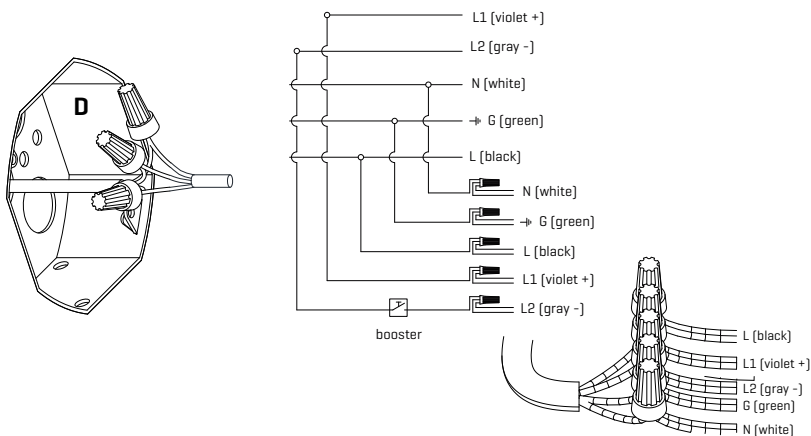 D
L1 (violet +)
L2 (gray -)
N (white)
G (green)
L (black)
N (white)
G (green)
L (black)
L1 (violet +)
L2 (gray -)
booster
L (black)
L1 (violet +)
L2 (gray -)
G (green)
N (white)